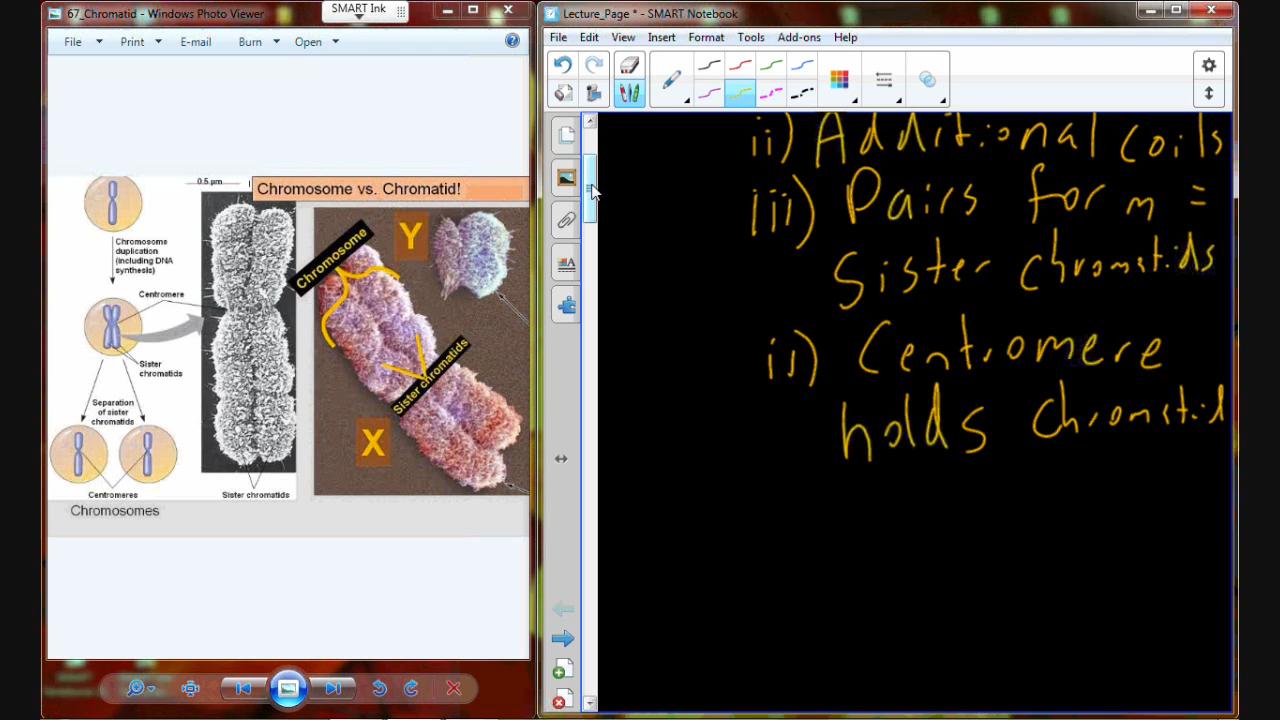 67_Chromatid - Windows Photo Viewer
SMART Ink
File Print E-mail Burn Open
0.5 µm
Chromosome vs. Chromatid!
Chromosome
duplication
(including DNA
synthesis)
Centromere
Sister
chromatids
Separation
of sister
chromatids
Centromeres
Sister chromatids
Chromosome
Y
Sister chromatids
X
Chromosomes
Lecture_Page * - SMART Notebook
File Edit View Insert Format Tools Add-ons Help
ii) Additional coils
iii) Pairs form =
Sister chromatids
is) Centromere
holds chromatid